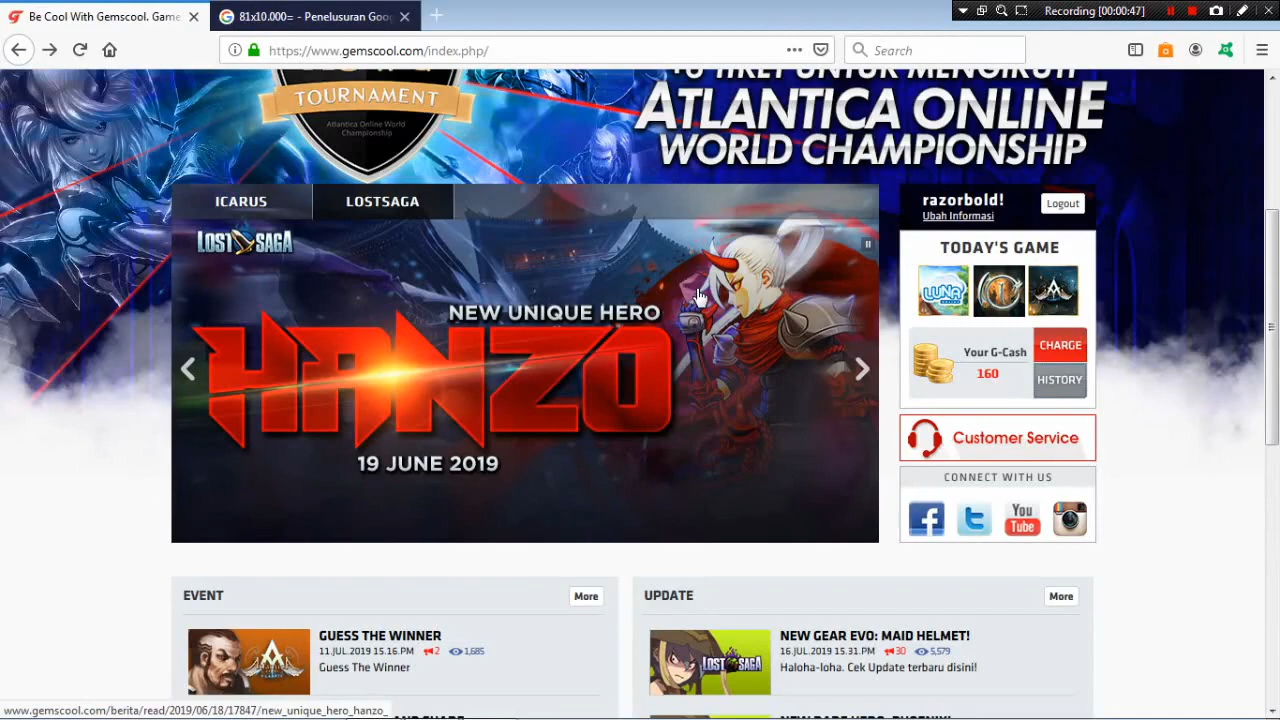 Be Cool With Gemscool. Game
81x10.000= - Penelusuran Goog
Recording [00:00:47]
https://www.gemscool.com/index.php/
Search
TOURNAMENT
Atlantica Online World
Championship
TIKET UNTUK MENGIKUTI
ATLANTICA ONLINE
WORLD CHAMPIONSHIP
ICARUS
LOSTSAGA
LOST SAGA
NEW UNIQUE HERO
HANZO
19 JUNE 2019
razorbold!
Logout
Ubah Informasi
TODAY'S GAME
LUNA
Your G-Cash
160
CHARGE
HISTORY
Customer Service
CONNECT WITH US
f
t
You
Tube
EVENT
More
GUESS THE WINNER
11.JUL.2019 15.16 PM.
2
1,685
Guess The Winner
UPDATE
More
LOST SAGA
NEW GEAR EVO: MAID HELMET!
16.JUL.2019 15.31 PM.
30
5,579
Haloha-loha. Cek Update terbaru disini!
www.gemscool.com/berita/read/2019/06/18/17847/new_unique_hero_hanzo_